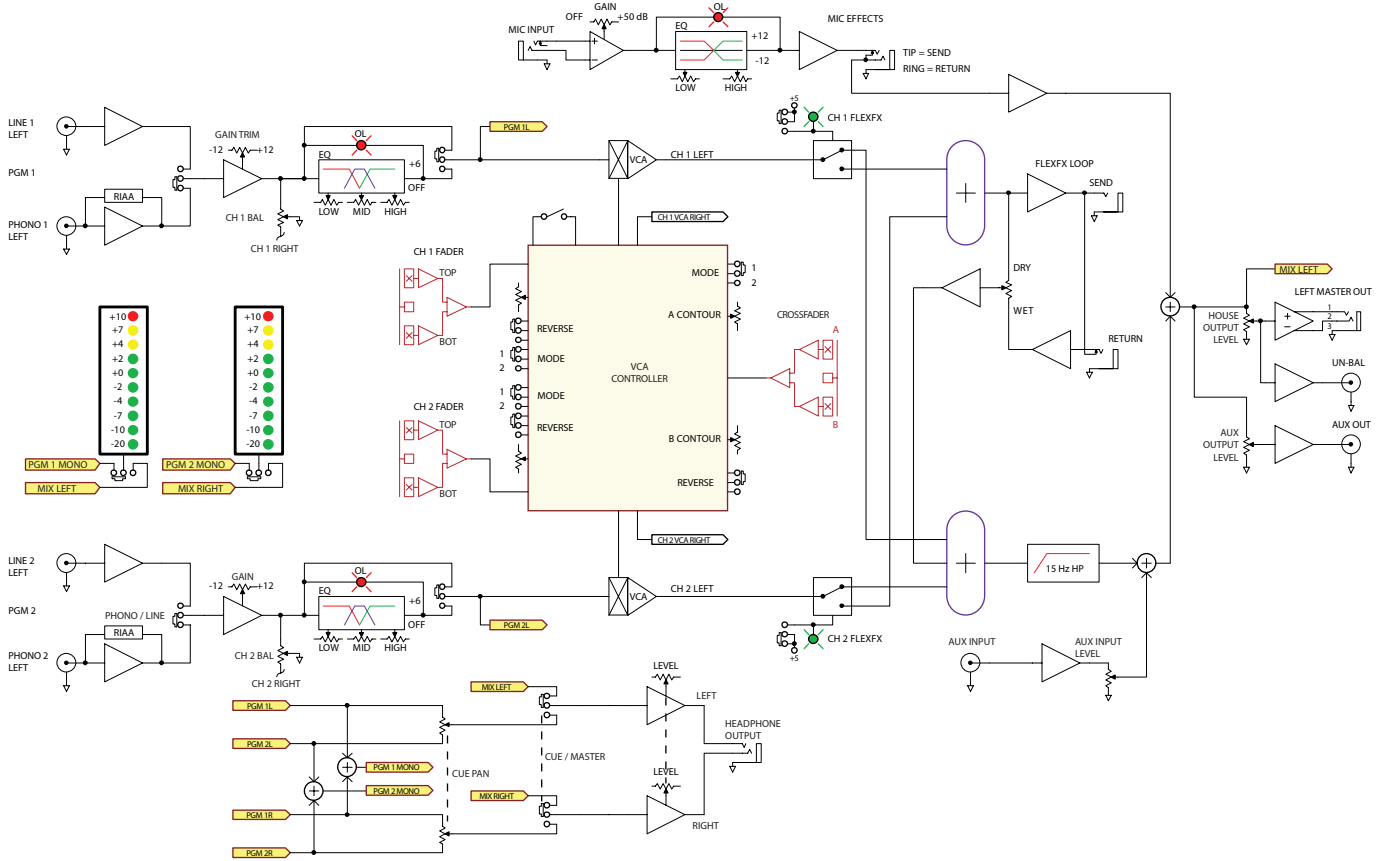 GAIN
OFF
+50 dB
MIC INPUT
+
−
OL
EQ
+12
-12
LOW
HIGH
MIC EFFECTS
TIP = SEND
RING = RETURN
LINE 1
LEFT
PGM 1
PHONO 1
LEFT
RIAA
GAIN TRIM
-12
+12
CH 1 BAL
CH 1 RIGHT
OL
EQ
+6
OFF
LOW
MID
HIGH
PGM 1L
VCA
CH 1 LEFT
+5
CH 1 FLEXFX
+
FLEXFX LOOP
SEND
DRY
WET
RETURN
CH 1 VCA RIGHT
CH 1 FADER
TOP
BOT
REVERSE
1
MODE
2
1
MODE
2
REVERSE
CH 2 FADER
TOP
BOT
VCA
CONTROLLER
MODE
1
2
A CONTOUR
B CONTOUR
REVERSE
CROSSFADER
A
B
CH 2 VCA RIGHT
MIX LEFT
HOUSE
OUTPUT
LEVEL
LEFT MASTER OUT
+
−
1
2
3
UN-BAL
AUX
OUTPUT
LEVEL
AUX OUT
+10
+7
+4
+2
+0
-2
-4
-7
-10
-20
PGM 1 MONO
MIX LEFT
+10
+7
+4
+2
+0
-2
-4
-7
-10
-20
PGM 2 MONO
MIX RIGHT
LINE 2
LEFT
PGM 2
PHONO 2
LEFT
RIAA
PHONO / LINE
GAIN
-12
+12
CH 2 BAL
CH 2 RIGHT
OL
EQ
+6
OFF
LOW
MID
HIGH
PGM 2L
VCA
CH 2 LEFT
CH 2 FLEXFX
+5
+
15 Hz HP
AUX INPUT
AUX INPUT
LEVEL
PGM 1L
PGM 2L
PGM 1 MONO
PGM 2 MONO
PGM 1R
PGM 2R
CUE PAN
MIX LEFT
CUE / MASTER
MIX RIGHT
LEVEL
LEFT
LEVEL
RIGHT
HEADPHONE
OUTPUT